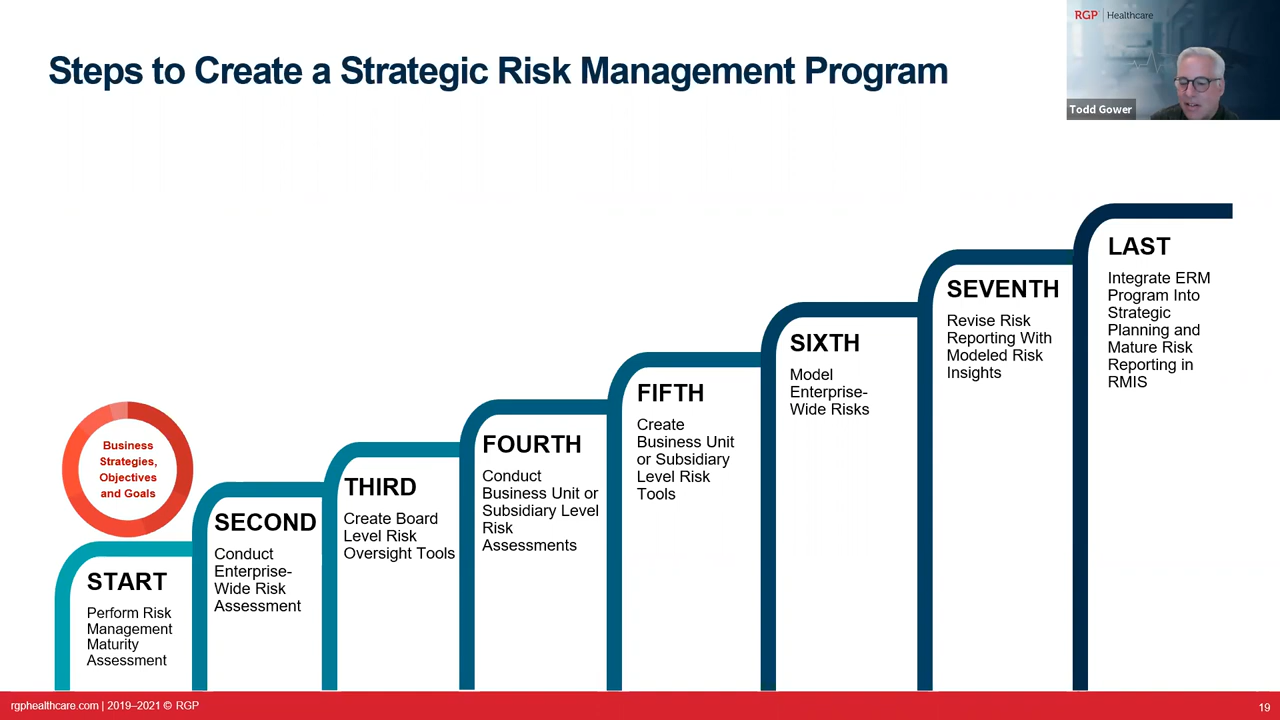 Steps to Create a Strategic Risk Management Program
RGP | Healthcare
Todd Gower
Business
Strategies,
Objectives
and Goals
START
Perform Risk
Management
Maturity
Assessment
SECOND
Conduct
Enterprise-
Wide Risk
Assessment
THIRD
Create Board
Level Risk
Oversight Tools
FOURTH
Conduct
Business Unit or
Subsidiary Level
Risk
Assessments
FIFTH
Create
Business Unit
or Subsidiary
Level Risk
Tools
SIXTH
Model
Enterprise-
Wide Risks
SEVENTH
Revise Risk
Reporting With
Modeled Risk
Insights
LAST
Integrate ERM
Program Into
Strategic
Planning and
Mature Risk
Reporting in
RMIS
rgphealthcare.com | 2019–2021 © RGP
19